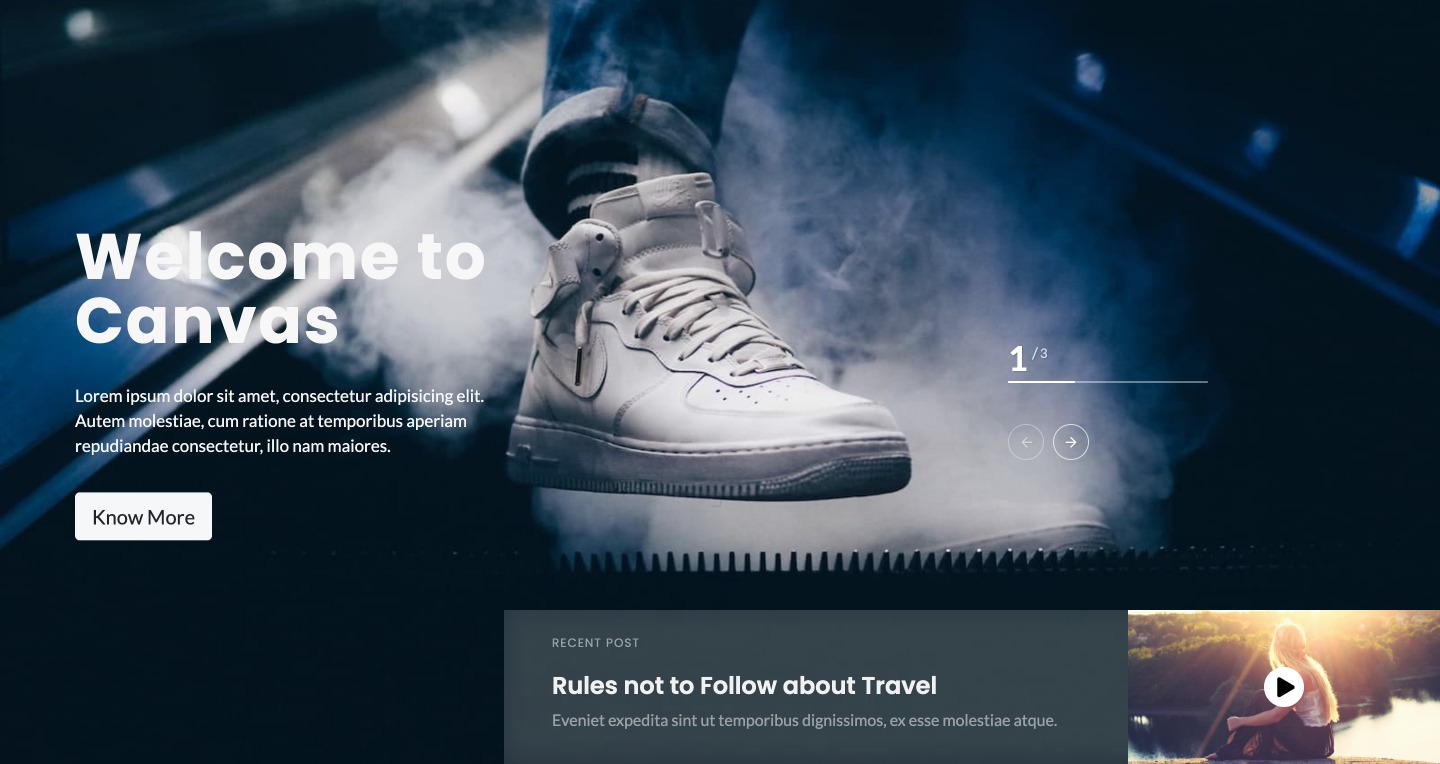 Welcome to
Canvas
Lorem ipsum dolor sit amet, consectetur adipisicing elit.
Autem molestiae, cum ratione at temporibus aperiam
repudiandae consectetur, illo nam maiores.
Know More
1 / 3
RECENT POST
Rules not to Follow about Travel
Eveniet expedita sint ut temporibus dignissimos, ex esse molestiae atque.